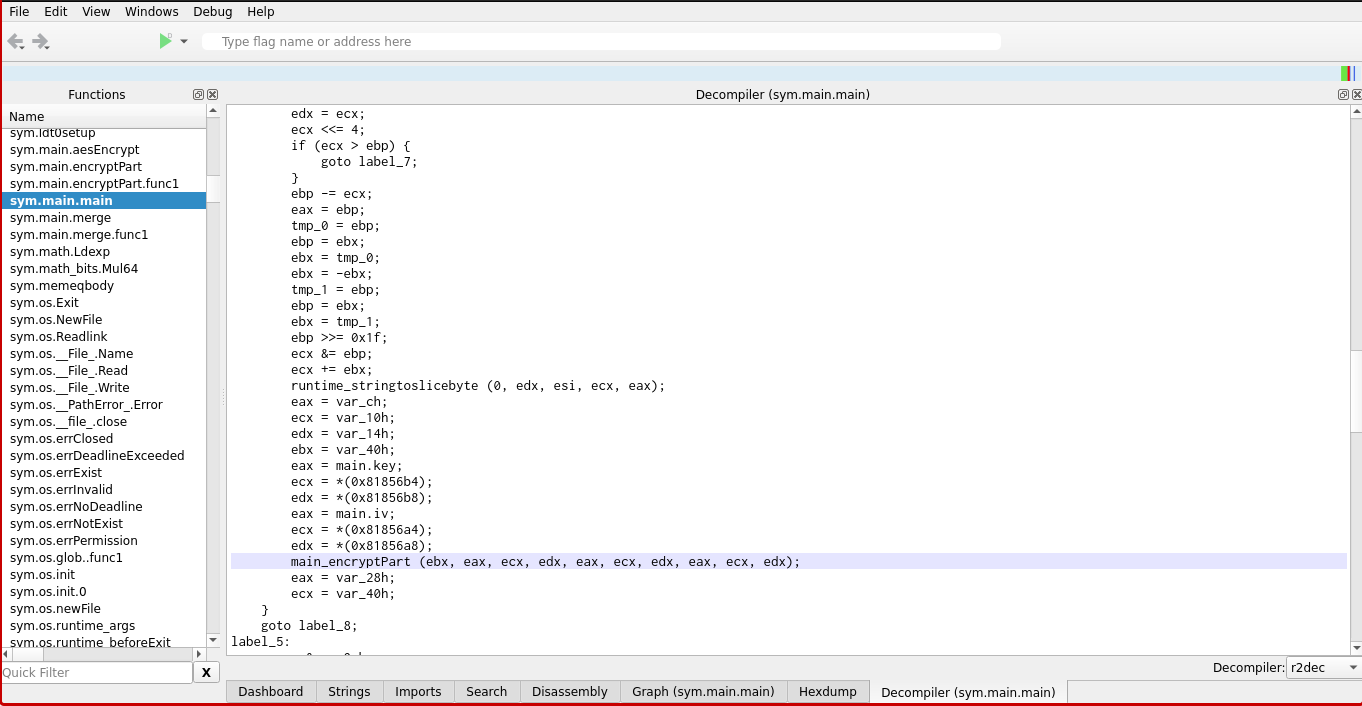 File Edit View Windows Debug Help
Type flag name or address here
Functions
Name
sym.ldt0setup
sym.main.aesEncrypt
sym.main.encryptPart
sym.main.encryptPart.func1
sym.main.main
sym.main.merge
sym.main.merge.func1
sym.math.Ldexp
sym.math_bits.Mul64
sym.memeqbody
sym.os.Exit
sym.os.NewFile
sym.os.Readlink
sym.os.__File_.Name
sym.os.__File_.Read
sym.os.__File_.Write
sym.os.__PathError_.Error
sym.os.__file_.close
sym.os.errClosed
sym.os.errDeadlineExceeded
sym.os.errExist
sym.os.errInvalid
sym.os.errNoDeadline
sym.os.errNotExist
sym.os.errPermission
sym.os.glob..func1
sym.os.init
sym.os.init.0
sym.os.newFile
sym.os.runtime_args
sym.os.runtime_beforeExit
Quick Filter X
Decompiler (sym.main.main)
edx = ecx;
ecx <<= 4;
if (ecx > ebp) {
goto label_7;
}
ebp -= ecx;
eax = ebp;
tmp_0 = ebp;
ebp = ebx;
ebx = tmp_0;
ebx = -ebx;
tmp_1 = ebp;
ebp = ebx;
ebx = tmp_1;
ebp >>= 0x1f;
ecx &= ebp;
ecx += ebx;
runtime_stringtoslicebyte (0, edx, esi, ecx, eax);
eax = var_ch;
ecx = var_10h;
edx = var_14h;
ebx = var_40h;
eax = main.key;
ecx = *(0x81856b4);
edx = *(0x81856b8);
eax = main.iv;
ecx = *(0x81856a4);
edx = *(0x81856a8);
main_encryptPart (ebx, eax, ecx, edx, eax, ecx, edx, eax, ecx, edx);
eax = var_28h;
ecx = var_40h;
}
goto label_8;
label_5:
Decompiler: r2dec
Dashboard Strings Imports Search Disassembly Graph (sym.main.main) Hexdump Decompiler (sym.main.main)